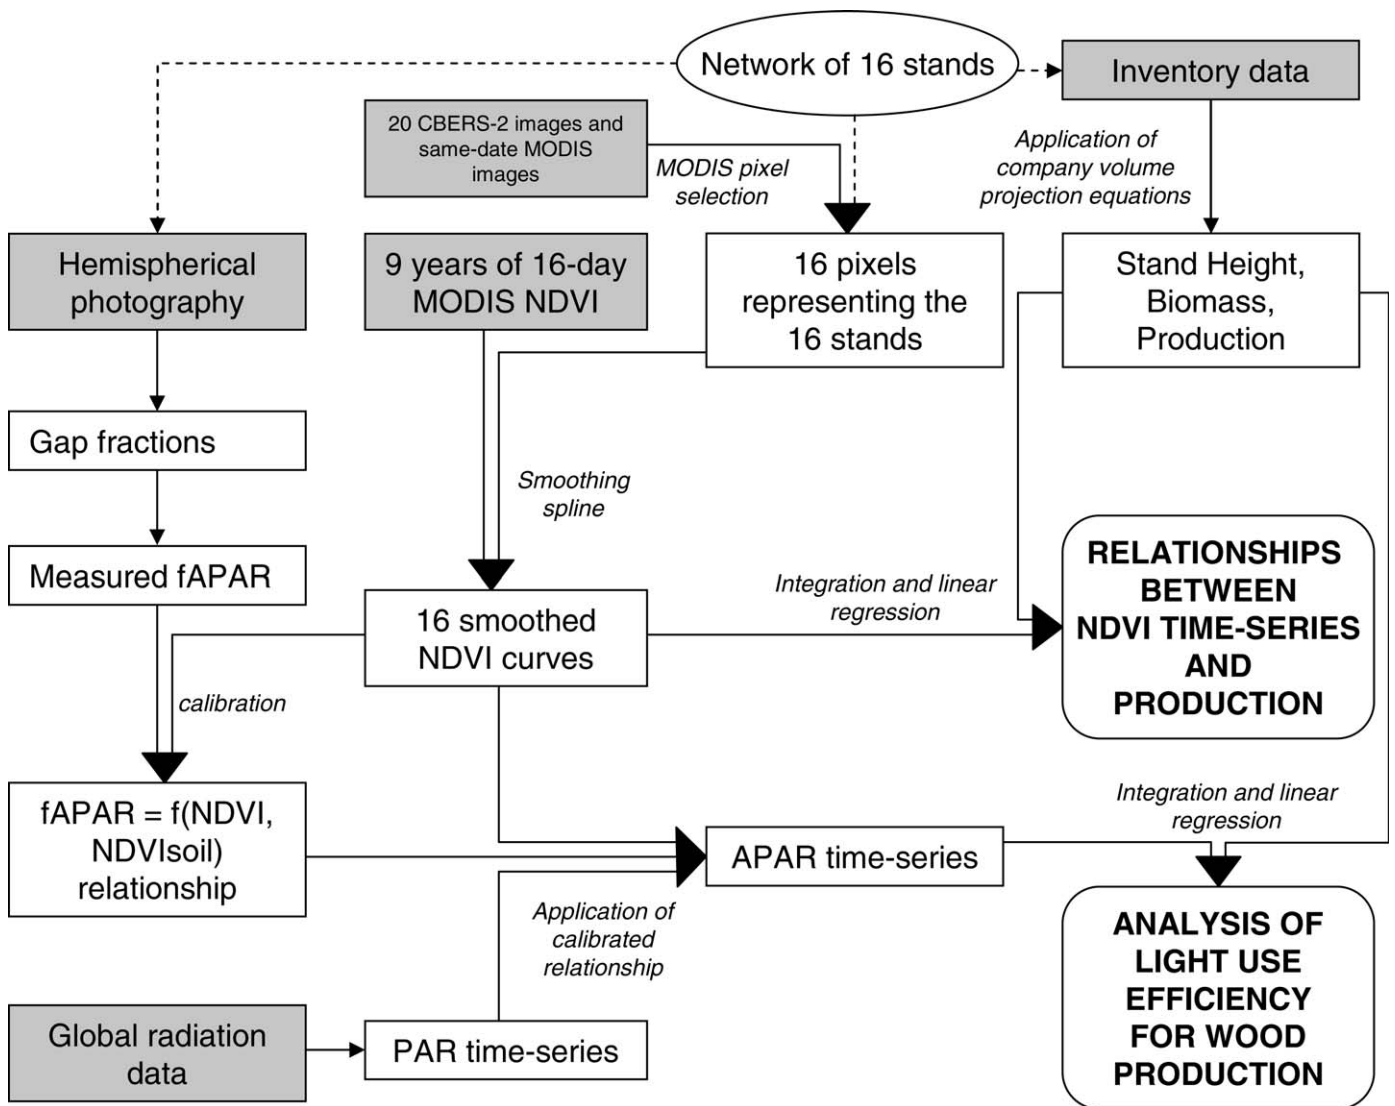 Network of 16 stands
Inventory data
20 CBERS-2 images and
same-date MODIS
images
MODIS pixel
selection
Application of
company volume
projection equations
Hemispherical
photography
9 years of 16-day
MODIS NDVI
16 pixels
representing the
16 stands
Stand Height,
Biomass,
Production
Gap fractions
Smoothing
spline
Measured fAPAR
16 smoothed
NDVI curves
Integration and linear
regression
RELATIONSHIPS
BETWEEN
NDVI TIME-SERIES
AND
PRODUCTION
calibration
fAPAR = f(NDVI,
NDVIsoil)
relationship
APAR time-series
Integration and linear
regression
Application of
calibrated
relationship
ANALYSIS OF
LIGHT USE
EFFICIENCY
FOR WOOD
PRODUCTION
Global radiation
data
PAR time-series